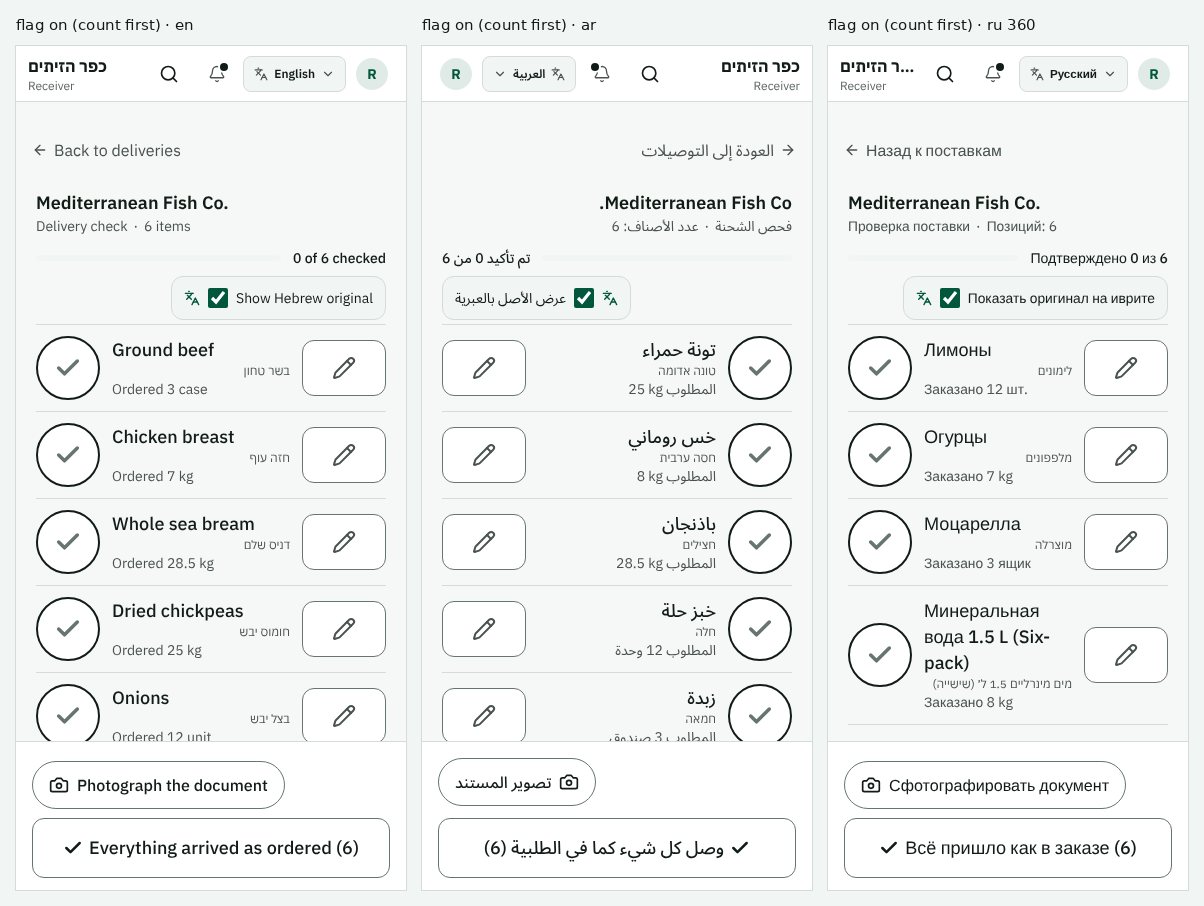 flag on (count first) · en
כפר הזיתים
Receiver
English
R
Back to deliveries
Mediterranean Fish Co.
Delivery check · 6 items
0 of 6 checked
Show Hebrew original
Ground beef
בשר טחון
Ordered 3 case
Chicken breast
חזה עוף
Ordered 7 kg
Whole sea bream
דניס שלם
Ordered 28.5 kg
Dried chickpeas
חומוס יבש
Ordered 25 kg
Onions
בצל יבש
Ordered 12 unit
Photograph the document
Everything arrived as ordered (6)
flag on (count first) · ar
כפר הזיתים
Receiver
العربية
R
العودة إلى التوصيلات
Mediterranean Fish Co.
فحص الشحنة · عدد الأصناف: 6
تم تأكيد 0 من 6
عرض الأصل بالعبرية
تونة حمراء
טונה אדומה
المطلوب 25 kg
خس روماني
חסה ערבית
المطلوب 8 kg
باذنجان
חצילים
المطلوب 28.5 kg
خبز حلة
חלה
المطلوب 12 وحدة
زبدة
חמאה
المطلوب 3 صندوق
تصوير المستند
وصل كل شيء كما في الطلبية (6)
flag on (count first) · ru 360
כפר הזיתים...
Receiver
Русский
R
Назад к поставкам
Mediterranean Fish Co.
Проверка поставки · Позиций: 6
Подтверждено 0 из 6
Показать оригинал на иврите
Лимоны
לימונים
Заказано 12 шт.
Огурцы
מלפפונים
Заказано 7 kg
Моцарелла
מוצרלה
Заказано 3 ящик
Минеральная
вода 1.5 L (Six-
pack)
מים מינרליים 1.5 ל' (שישייה)
Заказано 8 kg
Сфотографировать документ
Всё пришло как в заказе (6)